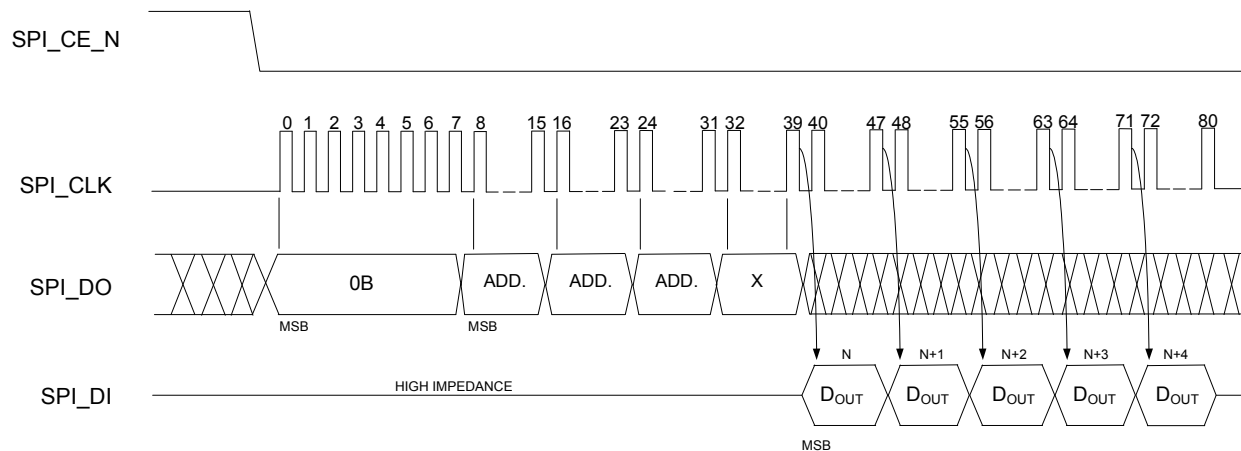 SPI_CE_N
0 1 2 3 4 5 6 7 8 15 16 23 24 31 32 39 40 47 48 55 56 63 64 71 72 80
SPI_CLK
SPI_DO
0B ADD. ADD. ADD. X
MSB MSB
N N+1 N+2 N+3 N+4
SPI_DI
HIGH IMPEDANCE
DOUT DOUT DOUT DOUT DOUT
MSB